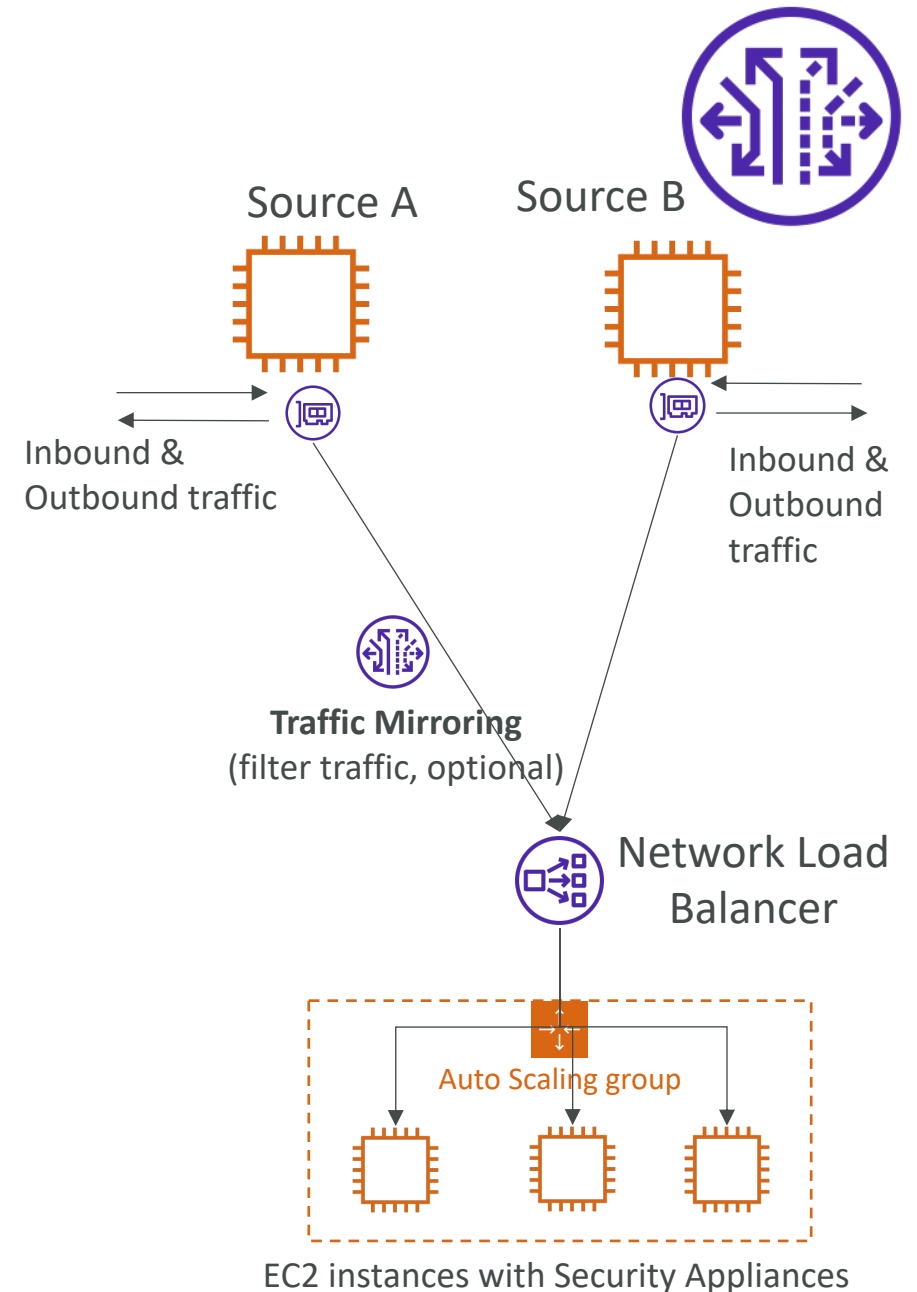 Source A
Source B
Inbound &
Outbound traffic
Inbound &
Outbound
traffic
Traffic Mirroring
(filter traffic, optional)
Network Load
Balancer
Auto Scaling group
EC2 instances with Security Appliances